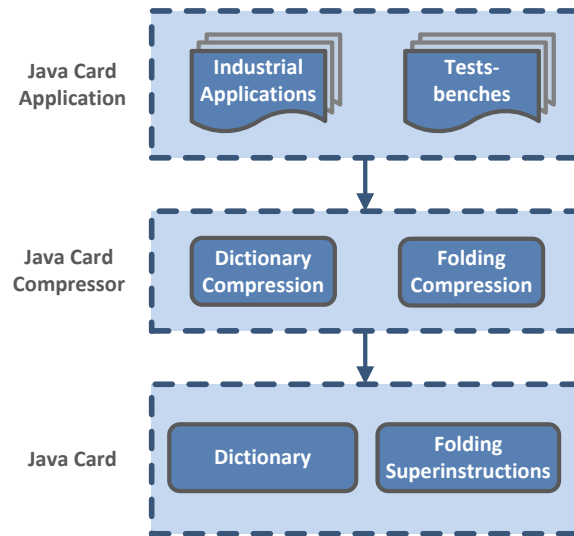 Java Card
Application
Industrial
Applications
Tests-
benches
Java Card
Compressor
Dictionary
Compression
Folding
Compression
Java Card
Dictionary
Folding
Superinstructions